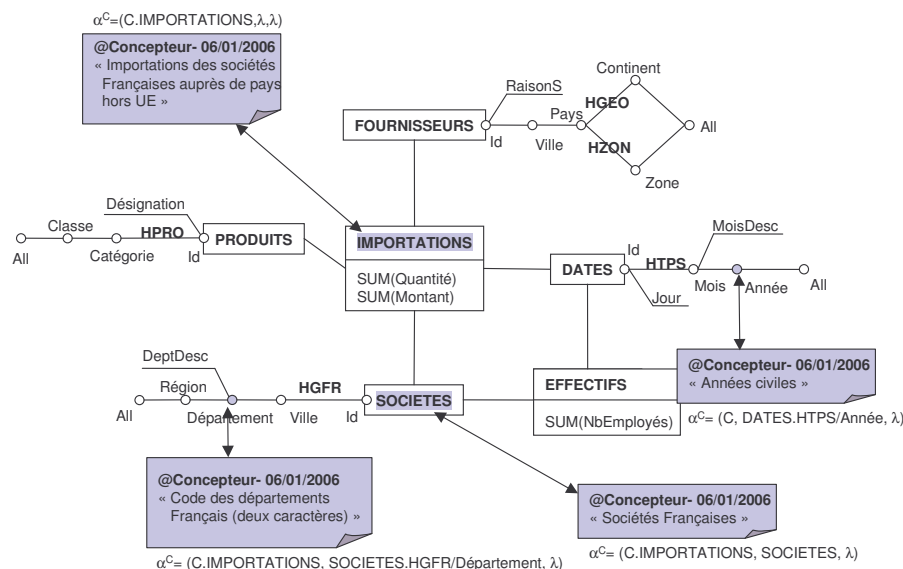 αᶜ=(C.IMPORTATIONS,λ,λ)
@Concepteur- 06/01/2006
« Importations des sociétés
Françaises auprès de pays
hors UE »
Continent
RaisonS
HGEO
Pays
FOURNISSEURS
Id
Ville
All
HZON
Zone
Désignation
Classe
HPRO
PRODUITS
All
Catégorie
Id
IMPORTATIONS
SUM(Quantité)
SUM(Montant)
MoisDesc
Id
DATES
HTPS
Mois
Année
All
Jour
DeptDesc
Région
HGFR
All
Département
Ville
Id
SOCIETES
EFFECTIFS
SUM(NbEmployés)
@Concepteur- 06/01/2006
« Années civiles »
αᶜ= (C, DATES.HTPS/Année, λ)
@Concepteur- 06/01/2006
« Code des départements
Français (deux caractères) »
αᶜ= (C.IMPORTATIONS, SOCIETES.HGFR/Département, λ)
@Concepteur- 06/01/2006
« Sociétés Françaises »
αᶜ= (C.IMPORTATIONS, SOCIETES, λ)